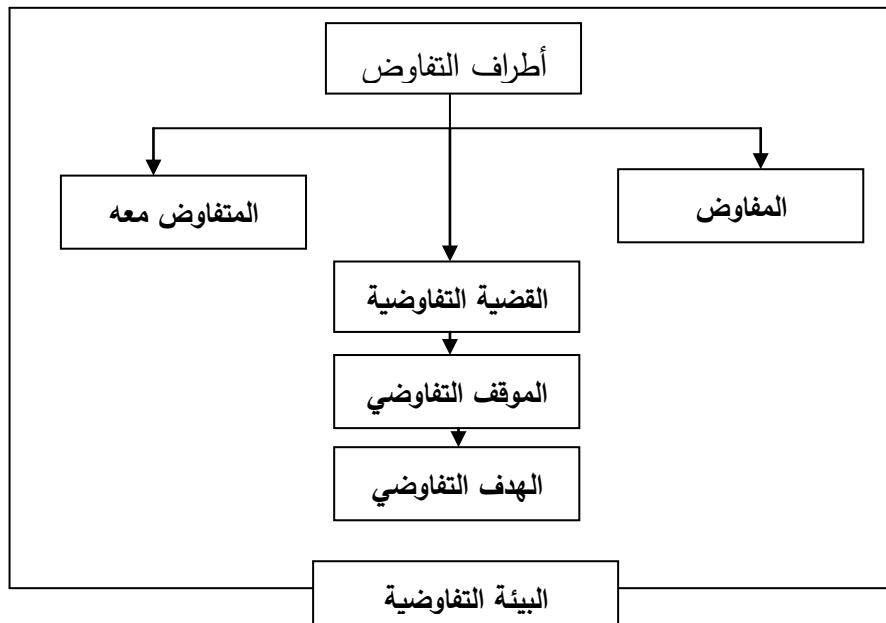 أطراف التفاوض
المفاوض
المتفاوض معه
القضية التفاوضية
الموقف التفاوضي
الهدف التفاوضي
البيئة التفاوضية